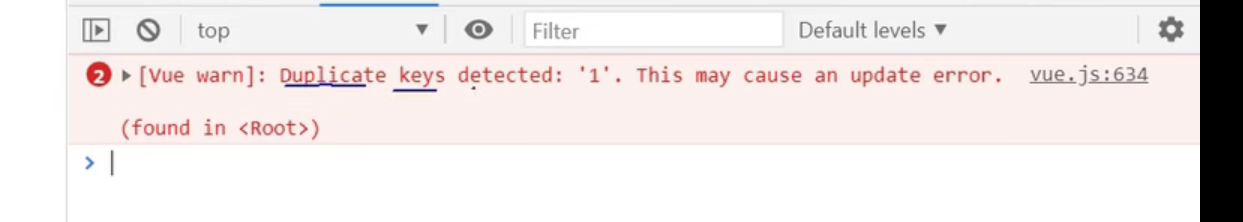 top Filter Default levels
2 [Vue warn]: Duplicate keys detected: '1'. This may cause an update error. vue.js:634
(found in <Root>)